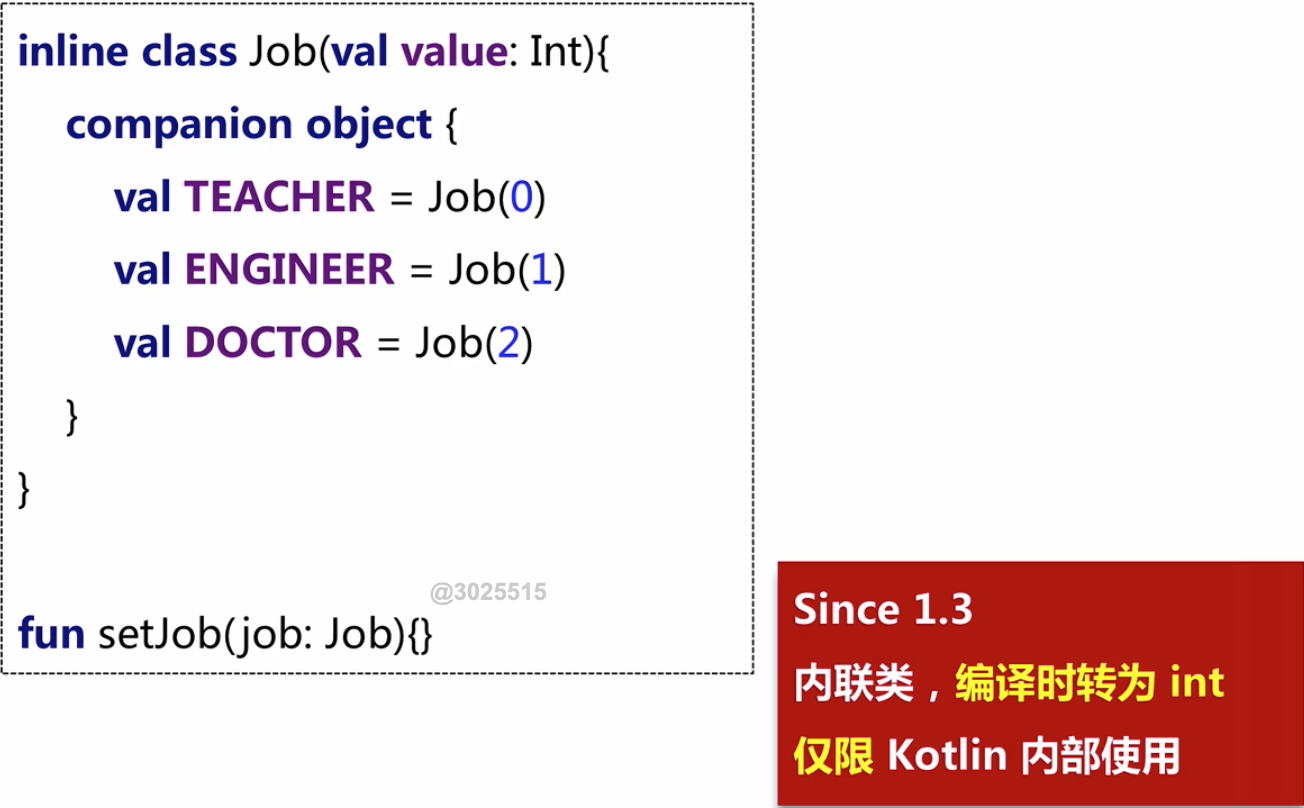 inline class Job(val value: Int){
companion object {
val TEACHER = Job(0)
val ENGINEER = Job(1)
val DOCTOR = Job(2)
}
}
@3025515
fun setJob(job: Job){}
Since 1.3
内联类，编译时转为 int
仅限 Kotlin 内部使用